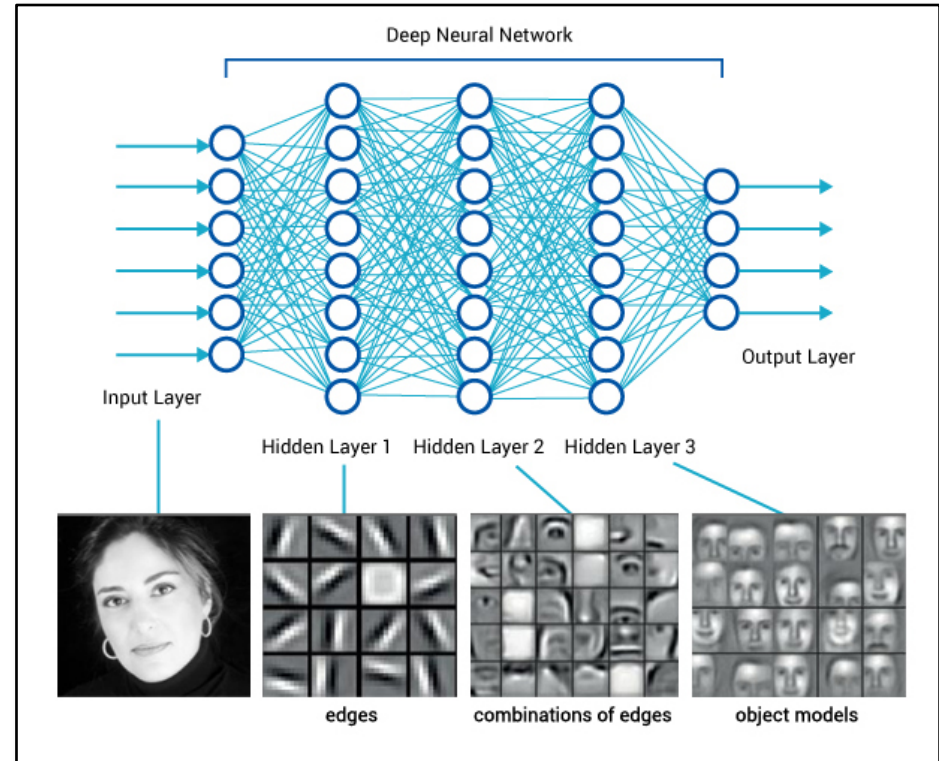 Deep Neural Network
Output Layer
Input Layer
Hidden Layer 1 Hidden Layer 2 Hidden Layer 3
edges
combinations of edges
object models